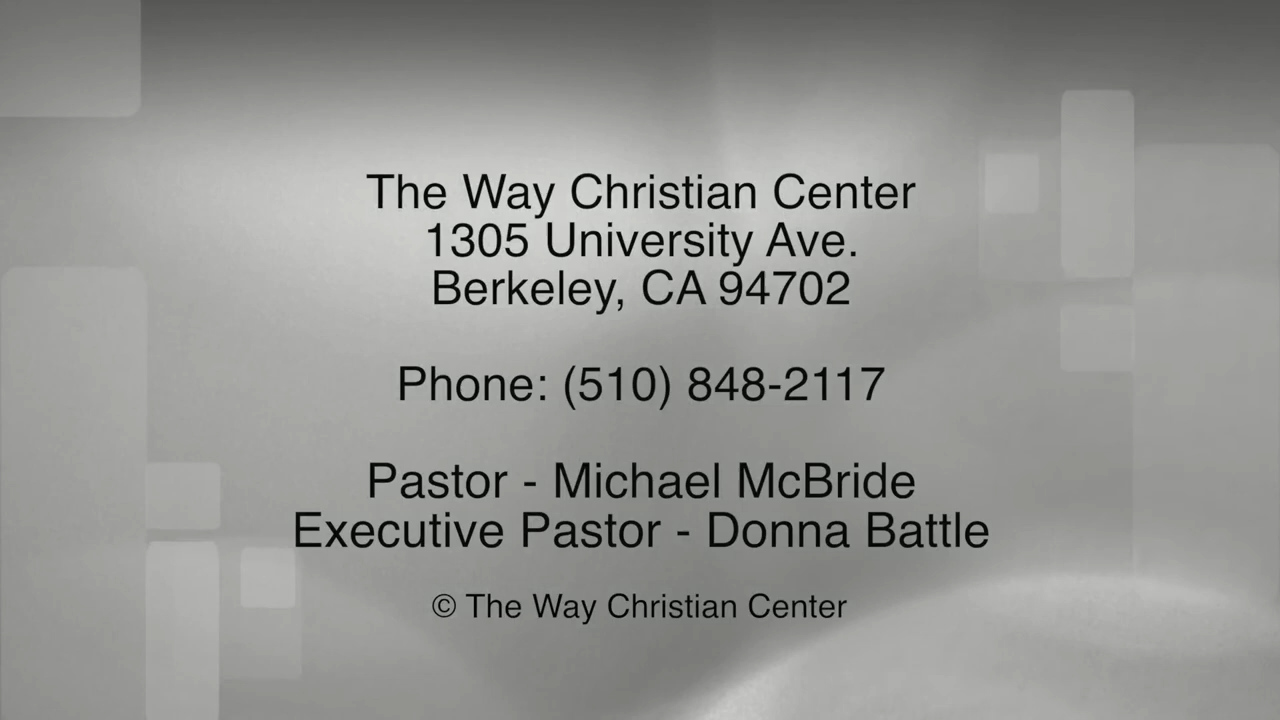 The Way Christian Center
1305 University Ave.
Berkeley, CA 94702
Phone: (510) 848-2117
Pastor - Michael McBride
Executive Pastor - Donna Battle
© The Way Christian Center